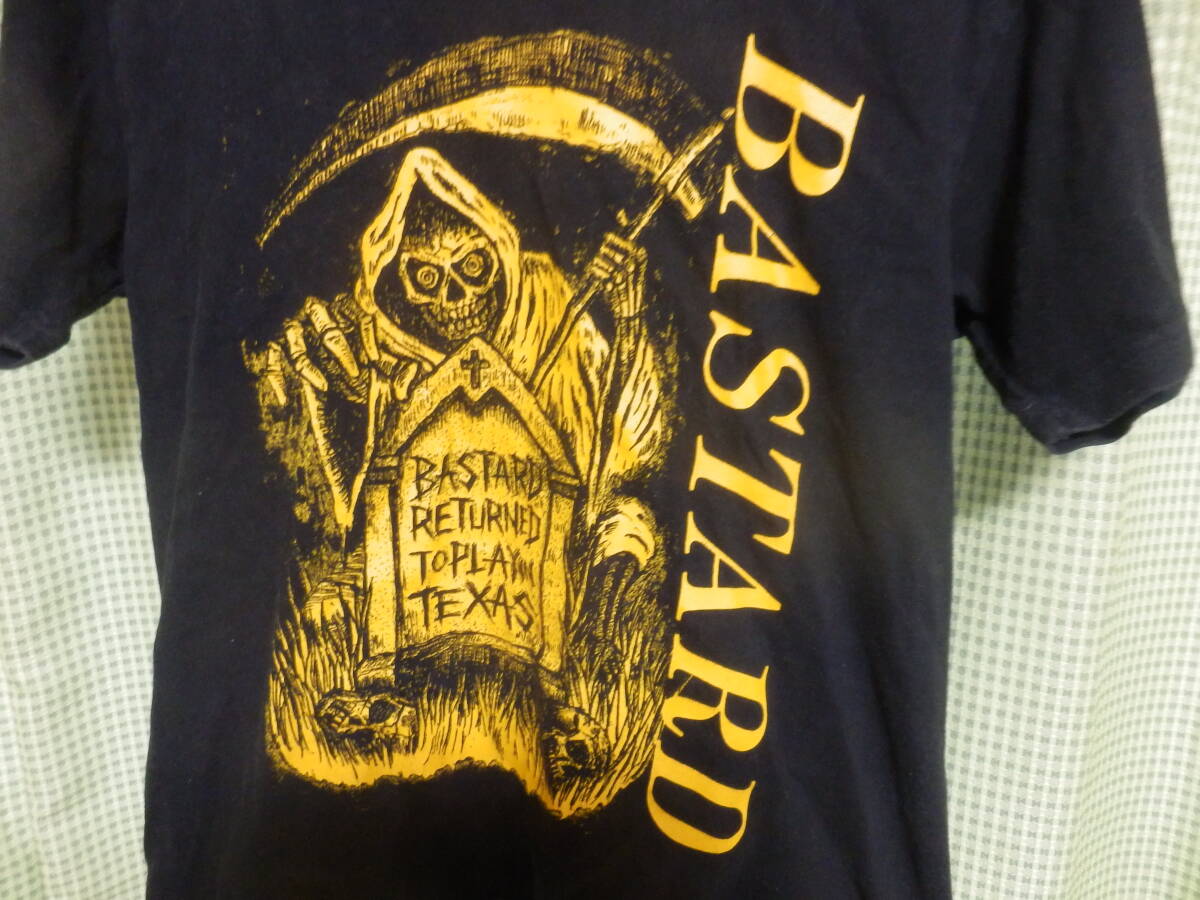 BASTARD
RETURNED
TO PLAY IN
TEXAS
BASTARD